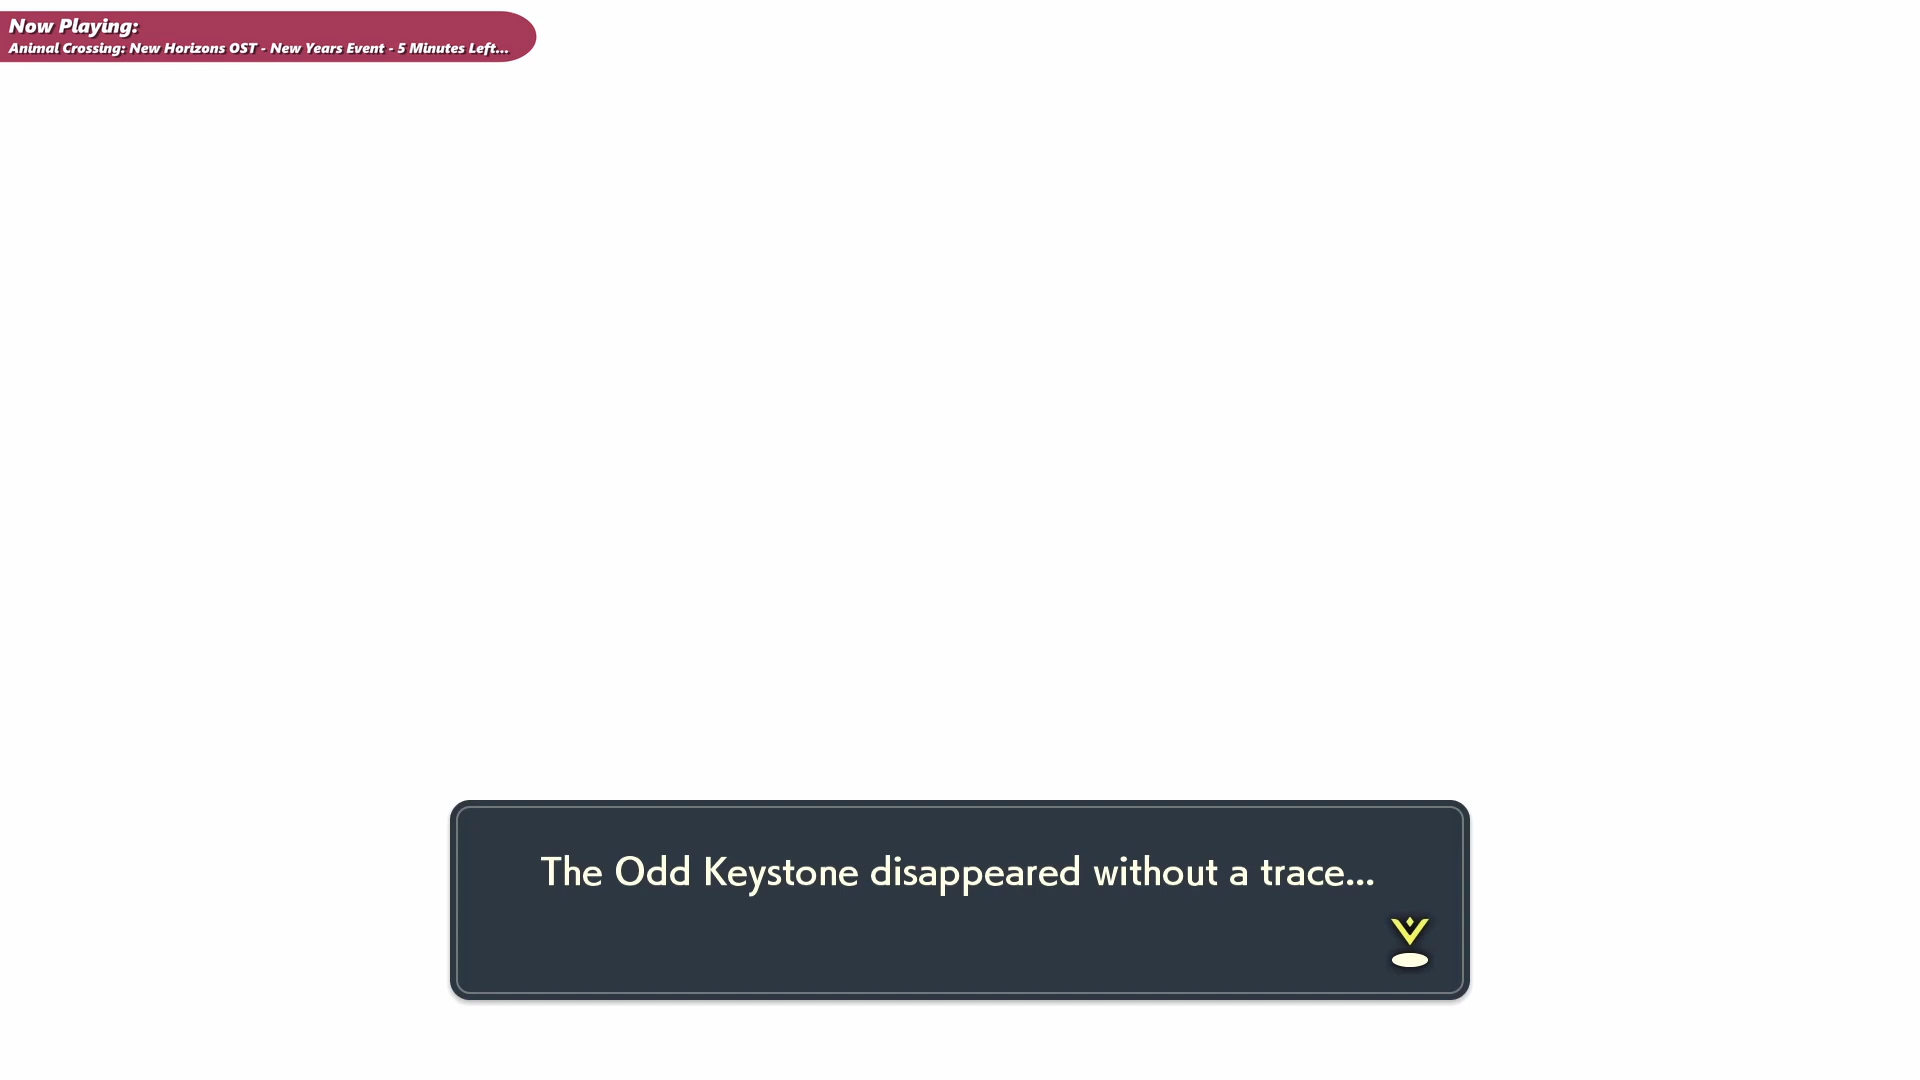 Now Playing:
Animal Crossing: New Horizons OST - New Years Event - 5 Minutes Left...
The Odd Keystone disappeared without a trace...